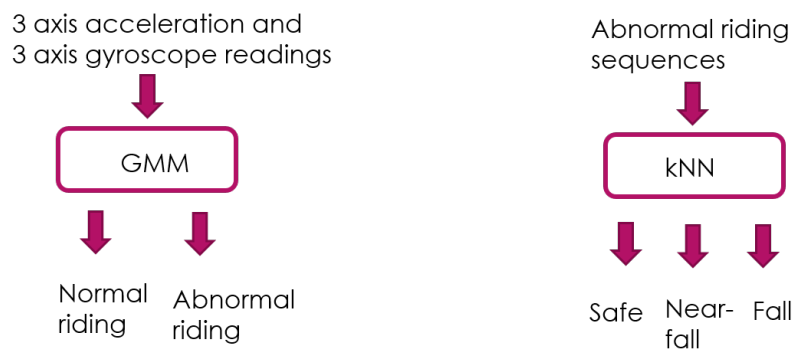 3 axis acceleration and
3 axis gyroscope readings
GMM
Normal
riding
Abnormal
riding
Abnormal riding
sequences
kNN
Safe
Near-
fall
Fall